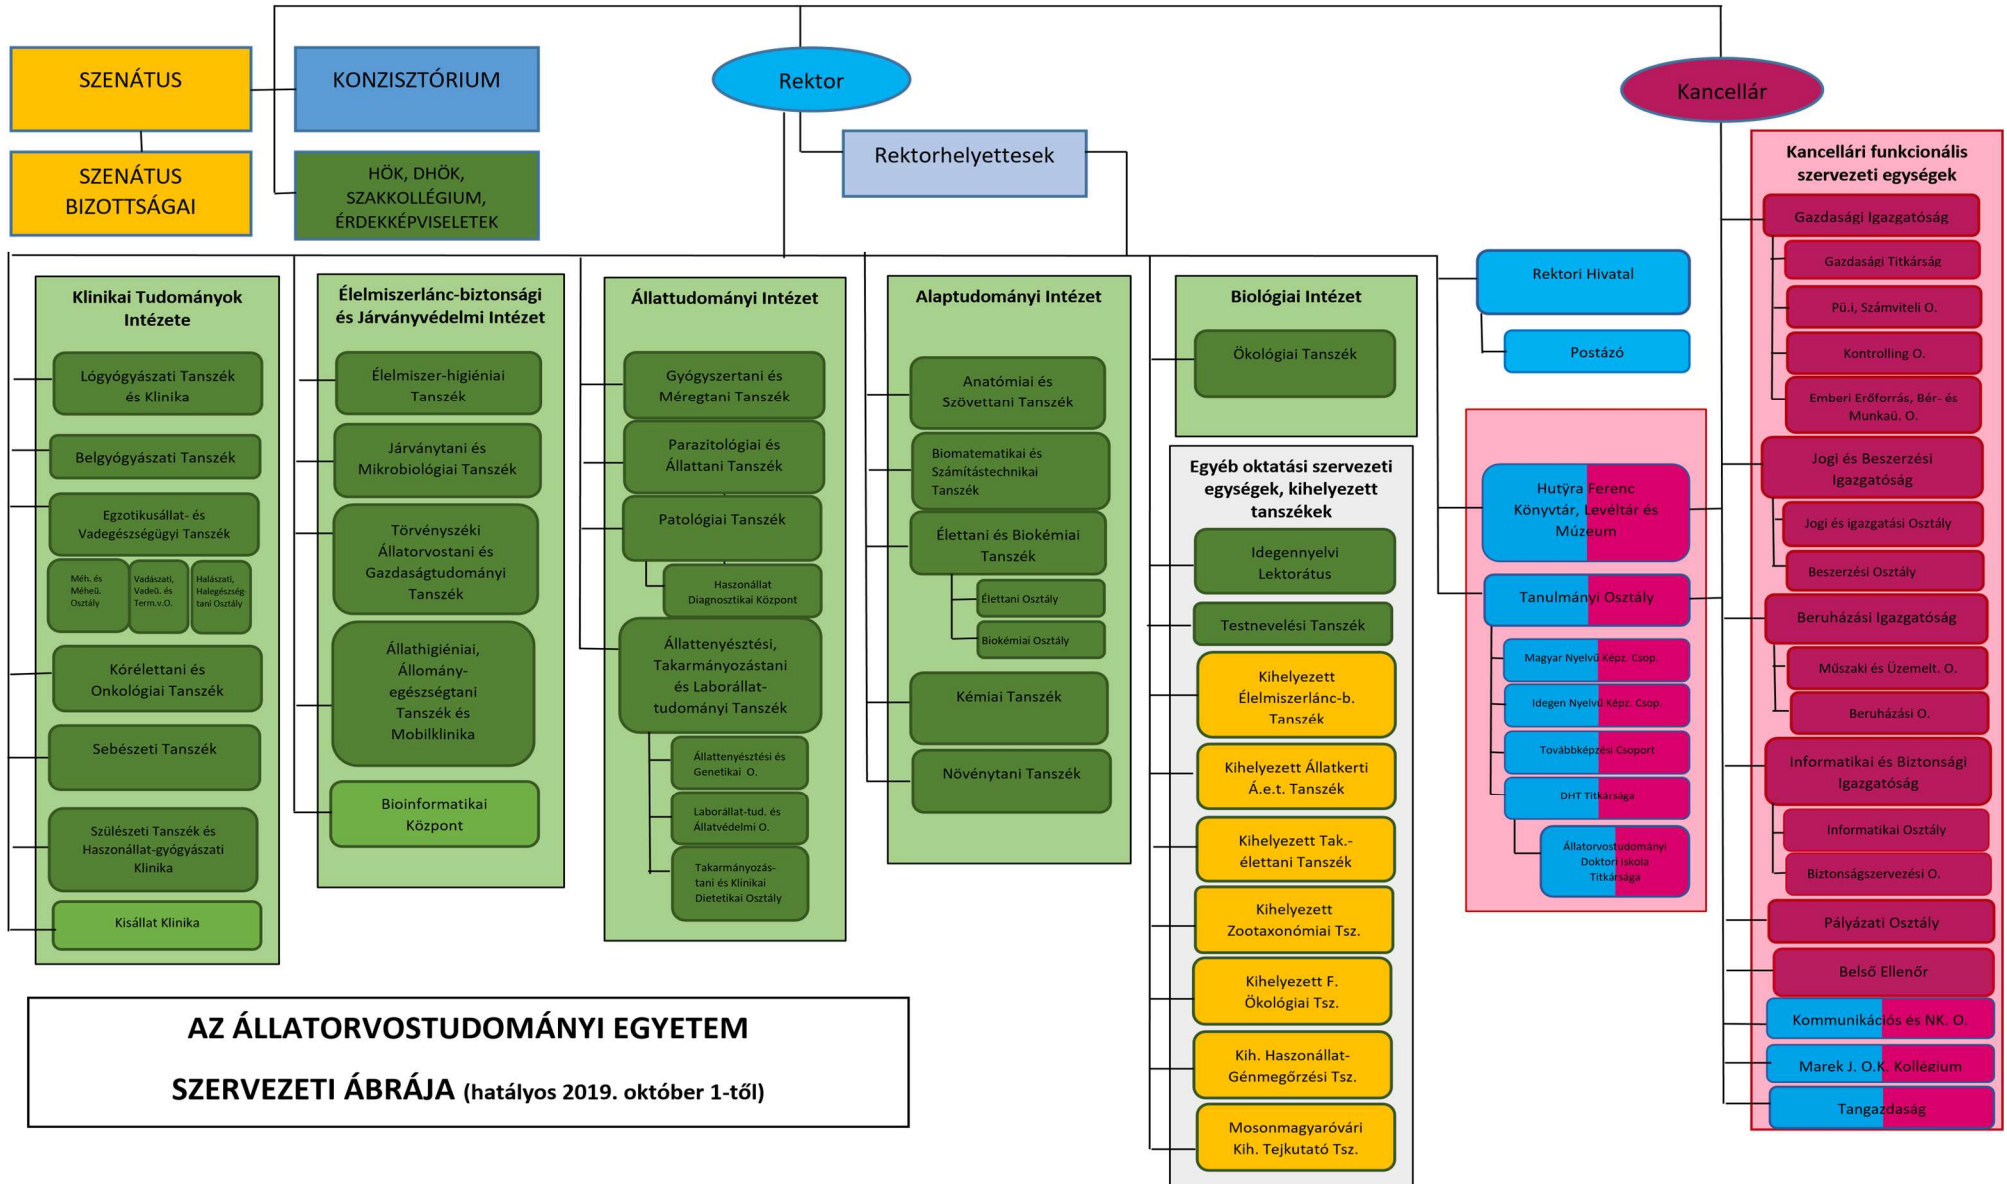 SZENÁTUS
KONZISZTÓRIUM
Rektor
Kancellár
SZENÁTUS
BIZOTTSÁGAI
HÖK, DHÖK,
SZAKKOLLÉGIUM,
ÉRDEKKÉPVISELETEK
Rektorhelyettesek
Klinikai Tudományok
Intézete
Lógyógyászati Tanszék
és Klinika
Belgyógyászati Tanszék
Egzotikusállat- és
Vadegészségügyi Tanszék
Méh. és
Méheü.
Osztály
Vadászati,
Vadeü. és
Term.v.O.
Halászati,
Halegészség-
tani Osztály
Kórélettani és
Onkológiai Tanszék
Sebészeti Tanszék
Szülészeti Tanszék és
Haszonállat-gyógyászati
Klinika
Kisállat Klinika
Élelmiszerlánc-biztonsági
és Járványvédelmi Intézet
Élelmiszer-higiéniai
Tanszék
Járványtani és
Mikrobiológiai Tanszék
Törvényszéki
Állatorvostani és
Gazdaságtudományi
Tanszék
Állathigiéniai,
Állomány-
egészségtani
Tanszék és
Mobilklinika
Bioinformatikai
Központ
Állattudományi Intézet
Gyógyszertani és
Méregtani Tanszék
Parazitológiai és
Állattani Tanszék
Patológiai Tanszék
Haszonállat
Diagnosztikai Központ
Állattenyésztési,
Takarmányozástani
és Laborállat-
tudományi Tanszék
Állattenyésztési és
Genetikai O.
Laborállat-tud. és
Állatvédelmi O.
Takarmányozás-
tani és Klinikai
Dietetikai Osztály
Alaptudományi Intézet
Anatómiai és
Szövettani Tanszék
Biomatematikai és
Számítástechnikai
Tanszék
Élettani és Biokémiai
Tanszék
Élettani Osztály
Biokémiai Osztály
Kémiai Tanszék
Növénytani Tanszék
Biológiai Intézet
Ökológiai Tanszék
Egyéb oktatási szervezeti
egységek, kihelyezett
tanszékek
Idegennyelvi
Lektorátus
Testnevelési Tanszék
Kihelyezett
Élelmiszerlánc-b.
Tanszék
Kihelyezett Állatkerti
Á.e.t. Tanszék
Kihelyezett Tak.-
élettani Tanszék
Kihelyezett
Zootaxonómiai Tsz.
Kihelyezett F.
Ökológiai Tsz.
Kih. Haszonállat-
Génmegőrzési Tsz.
Mosonmagyaróvári
Kih. Tejkutató Tsz.
Rektori Hivatal
Postázó
Hutÿra Ferenc
Könyvtár, Levéltár és
Múzeum
Tanulmányi Osztály
Magyar Nyelvű Képz. Csop.
Idegen Nyelvű Képz. Csop.
Továbbképzési Csoport
DHT Titkársága
Állatorvostudományi
Doktori Iskola
Titkársága
Kancellári funkcionális
szervezeti egységek
Gazdasági Igazgatóság
Gazdasági Titkárság
Pü.i, Számviteli O.
Kontrolling O.
Emberi Erőforrás, Bér- és
Munkaü. O.
Jogi és Beszerzési
Igazgatóság
Jogi és igazgatási Osztály
Beszerzési Osztály
Beruházási Igazgatóság
Műszaki és Üzemelt. O.
Beruházási O.
Informatikai és Biztonsági
Igazgatóság
Informatikai Osztály
Biztonságszervezési O.
Pályázati Osztály
Belső Ellenőr
Kommunikációs és NK. O.
Marek J. O.K. Kollégium
Tangazdaság
AZ ÁLLATORVOSTUDOMÁNYI EGYETEM
SZERVEZETI ÁBRÁJA (hatályos 2019. október 1-től)